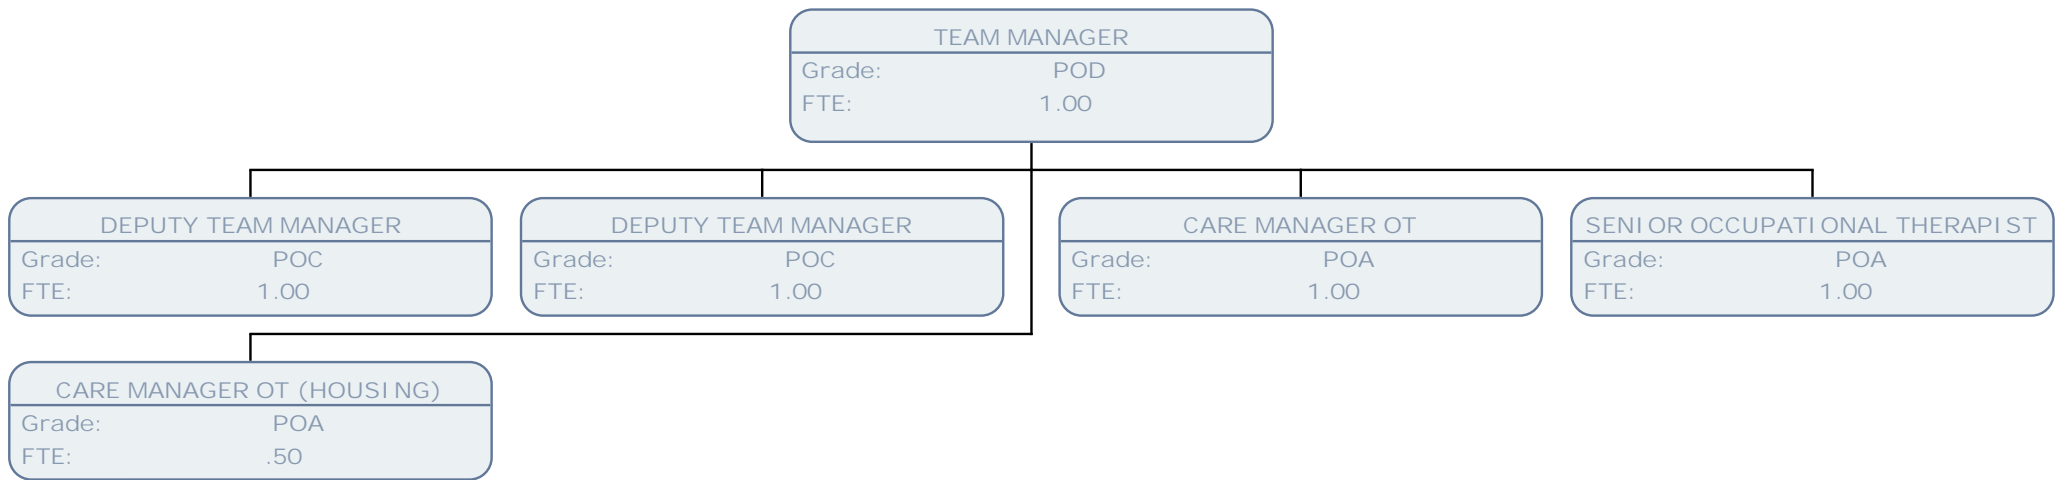 TEAM MANAGER
Grade: POD
FTE: 1.00
DEPUTY TEAM MANAGER
Grade: POC
FTE: 1.00
DEPUTY TEAM MANAGER
Grade: POC
FTE: 1.00
CARE MANAGER OT
Grade: POA
FTE: 1.00
SENIOR OCCUPATIONAL THERAPIST
Grade: POA
FTE: 1.00
CARE MANAGER OT (HOUSING)
Grade: POA
FTE: .50